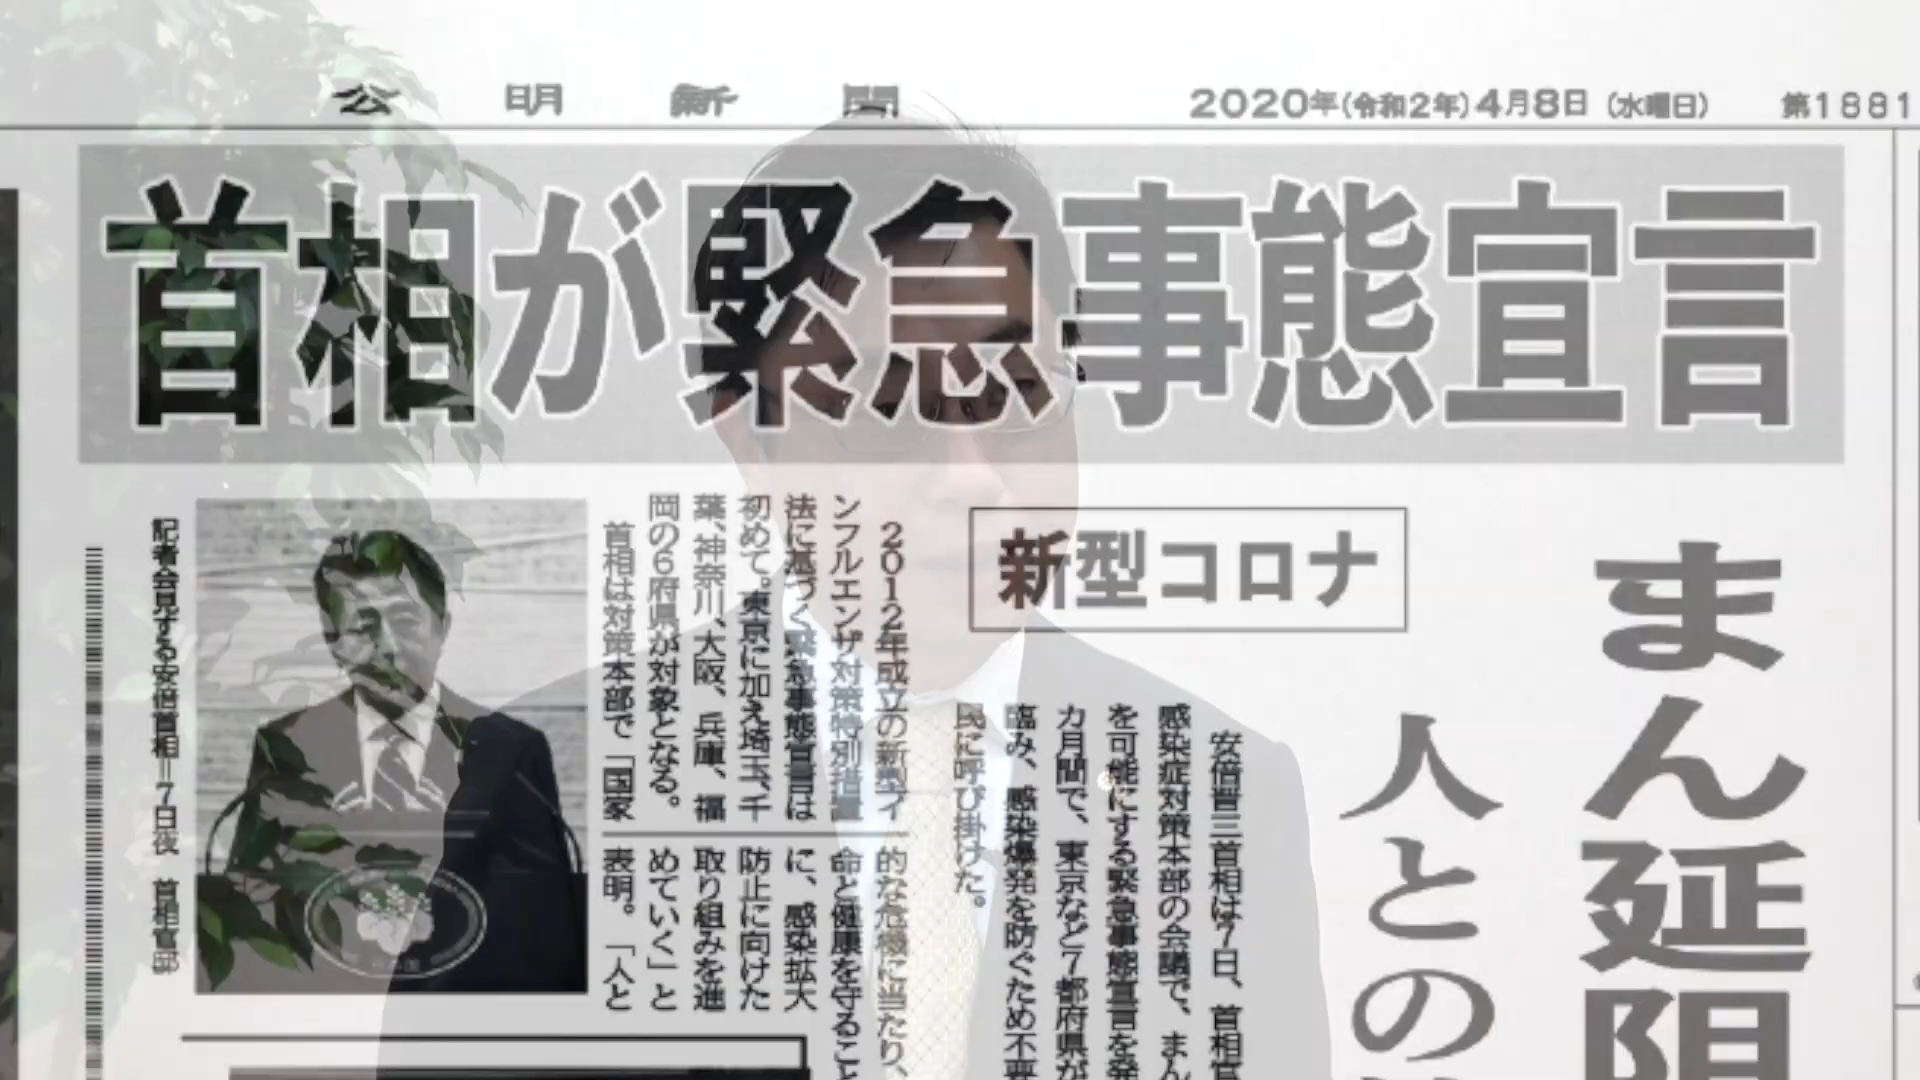 公明新聞
2020年(令和2年)4月8日(水曜日)
第1881
首相が緊急事態宣言
新型コロナ
まん延阻
人との
安倍晋三首相は7日、首相官
感染症対策本部の会議で、まん
を可能にする緊急事態宣言を発
カ月間で、東京など7都府県が
臨み、感染爆発を防ぐため不要
民に呼び掛けた。
2012年成立の新型イ
ンフルエンザ対策特別措置
法に基づく緊急事態宣言は
初めて。東京に加え埼玉、千
葉、神奈川、大阪、兵庫、福
岡の6府県が対象となる。
首相は対策本部で「国家
的な危機に当たり、
命と健康を守ること
に、感染拡大
防止に向けた
取り組みを進
めていく」と
表明。「人と
記者会見する安倍首相=7日夜 首相官邸